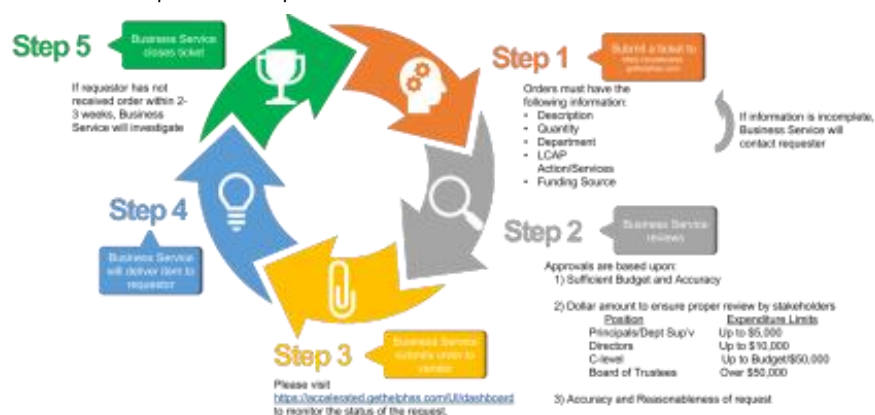 Step 1
Submit a ticket to
Orders must have the
following information:
• Description
• Quantity
• Department
• LCAP
Action/Services
• Funding Source
If information is incomplete,
Business Service will
contact requester
Step 2
Business Service
reviews
Approvals are based upon:
1) Sufficient Budget and Accuracy
2) Dollar amount to ensure proper review by stakeholders
Position Expenditure Limits
Principals/Dept Sup'v Up to $5,000
Directors Up to $10,000
C-level Up to Budget/$50,000
Board of Trustees Over $50,000
3) Accuracy and Reasonableness of request
Step 3
Business Service
submits order to
vendor
Please visit
https://accelerated.gethelphss.com/UI/dashboard
to monitor the status of the request.
Step 4
Business Service
will deliver item to
requestor
Step 5
Business Service
closes ticket
If requestor has not
received order within 2-
3 weeks, Business
Service will investigate